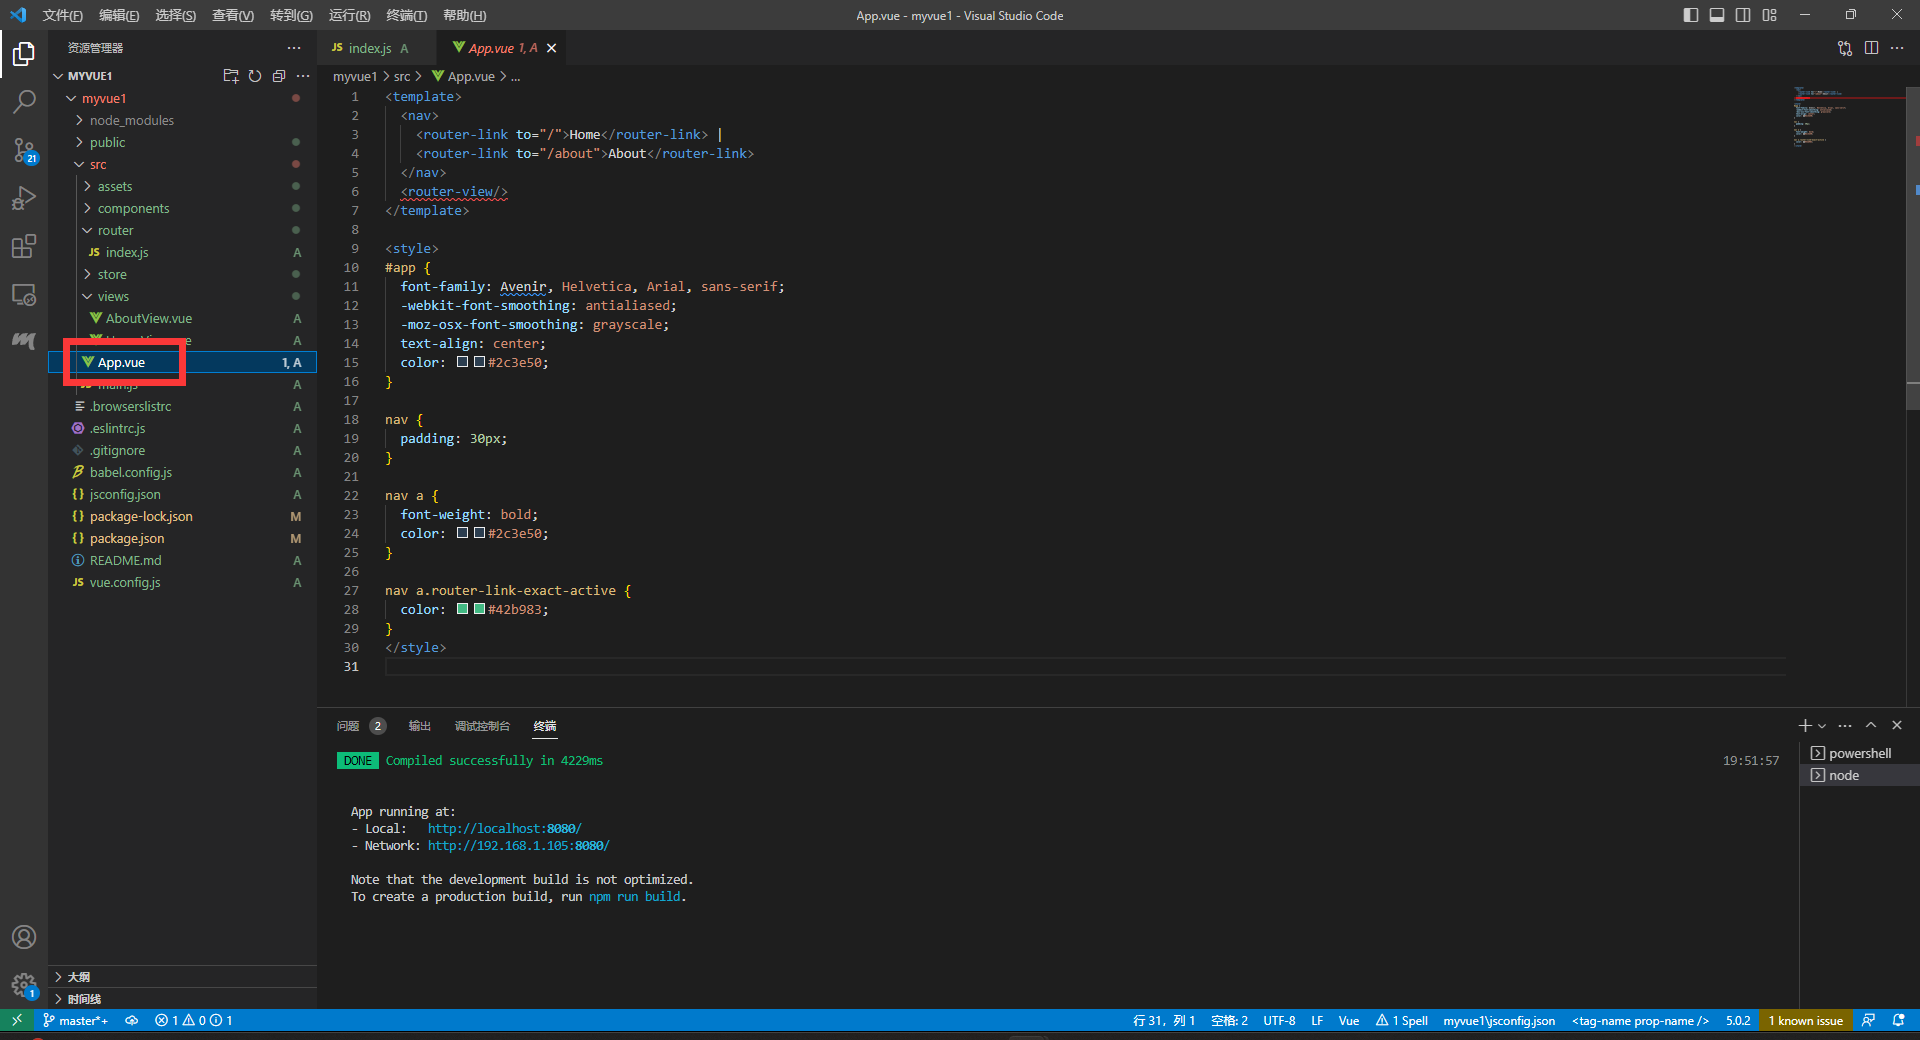 文件(F) 编辑(E) 选择(S) 查看(V) 转到(G) 运行(R) 终端(T) 帮助(H)
App.vue - myvue1 - Visual Studio Code
资源管理器
MYVUE1
myvue1
node_modules
public
src
assets
components
router
JS index.js A
store
views
AboutView.vue A
A
App.vue 1, A
main.js A
.browserslistrc A
.eslintrc.js A
.gitignore A
babel.config.js A
{} jsconfig.json A
{} package-lock.json M
{} package.json M
README.md A
JS vue.config.js A
大纲
时间线
21
1
JS index.js A
App.vue 1, A
myvue1 > src > App.vue > ...
1 <template>
2 <nav>
3 <router-link to="/">Home</router-link> |
4 <router-link to="/about">About</router-link>
5 </nav>
6 <router-view/>
7 </template>
8
9 <style>
10 #app {
11 font-family: Avenir, Helvetica, Arial, sans-serif;
12 -webkit-font-smoothing: antialiased;
13 -moz-osx-font-smoothing: grayscale;
14 text-align: center;
15 color: #2c3e50;
16 }
17
18 nav {
19 padding: 30px;
20 }
21
22 nav a {
23 font-weight: bold;
24 color: #2c3e50;
25 }
26
27 nav a.router-link-exact-active {
28 color: #42b983;
29 }
30 </style>
31
问题 2 输出 调试控制台 终端
DONE Compiled successfully in 4229ms 19:51:57
App running at:
- Local: http://localhost:8080/
- Network: http://192.168.1.105:8080/
Note that the development build is not optimized.
To create a production build, run npm run build.
powershell
node
master*+ 1 0 1
行 31，列 1 空格: 2 UTF-8 LF Vue 1 Spell myvue1\jsconfig.json <tag-name prop-name /> 5.0.2 1 known issue